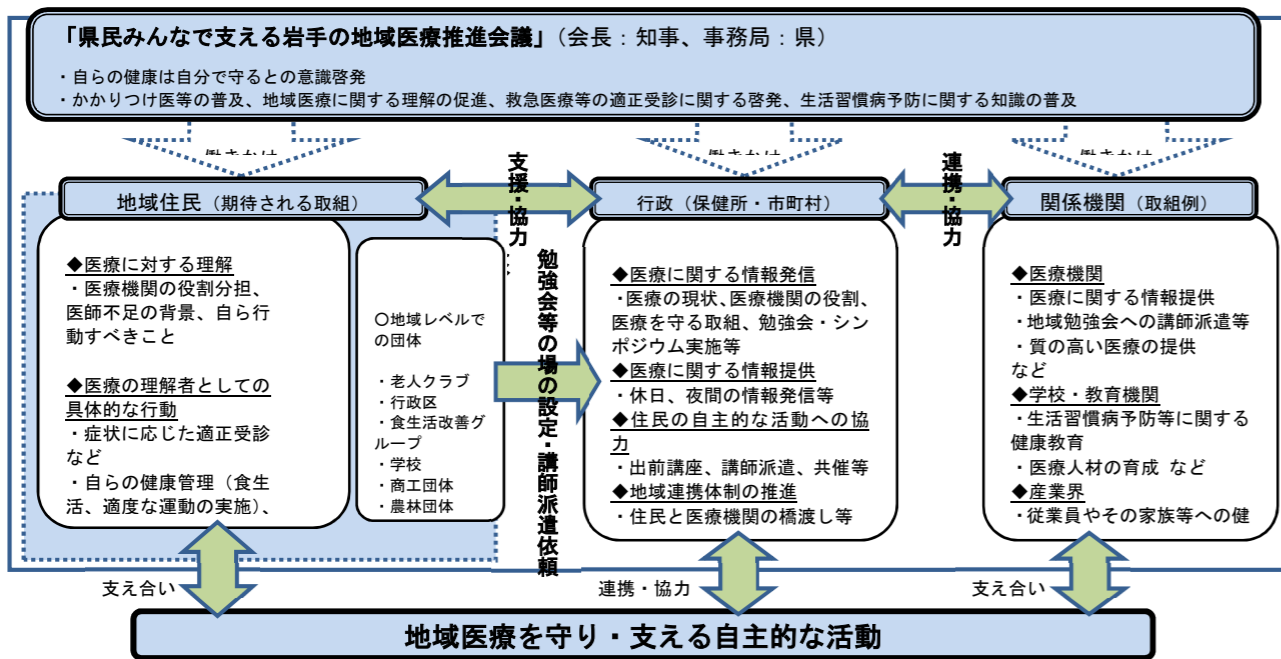 「県民みんなで支える岩手の地域医療推進会議」（会長：知事、事務局：県）
・自らの健康は自分で守るとの意識啓発
・かかりつけ医等の普及、地域医療に関する理解の促進、救急医療等の適正受診に関する啓発、生活習慣病予防に関する知識の普及
地域住民（期待される取組）
支援・協力
行政（保健所・市町村）
連携・協力
関係機関（取組例）
◆医療に対する理解
・医療機関の役割分担、
医師不足の背景、自ら行
動すべきこと
◆医療の理解者としての
具体的な行動
・症状に応じた適正受診
など
・自らの健康管理（食生
活、適度な運動の実施）、
〇地域レベルで
の団体
・老人クラブ
・行政区
・食生活改善グ
ループ
・学校
・商工団体
・農林団体
勉強会等の場の設定・講師派遣依頼
◆医療に関する情報発信
・医療の現状、医療機関の役割、
医療を守る取組、勉強会・シン
ポジウム実施等
◆医療に関する情報提供
・休日、夜間の情報発信等
◆住民の自主的な活動への協
力
・出前講座、講師派遣、共催等
◆地域連携体制の推進
・住民と医療機関の橋渡し等
◆医療機関
・医療に関する情報提供
・地域勉強会への講師派遣等
・質の高い医療の提供
など
◆学校・教育機関
・生活習慣病予防等に関する
健康教育
・医療人材の育成 など
◆産業界
・従業員やその家族等への健
支え合い
連携・協力
支え合い
地域医療を守り・支える自主的な活動